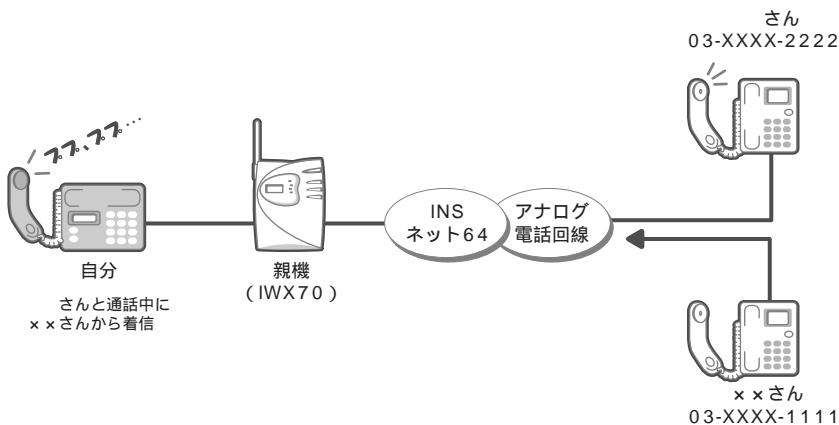 さん
03-XXXX-2222
ププ、ププ…
INS
ネット64
アナログ
電話回線
自分
親機
(IWX70)
さんと通話中に
××さんから着信
××さん
03-XXXX-1111